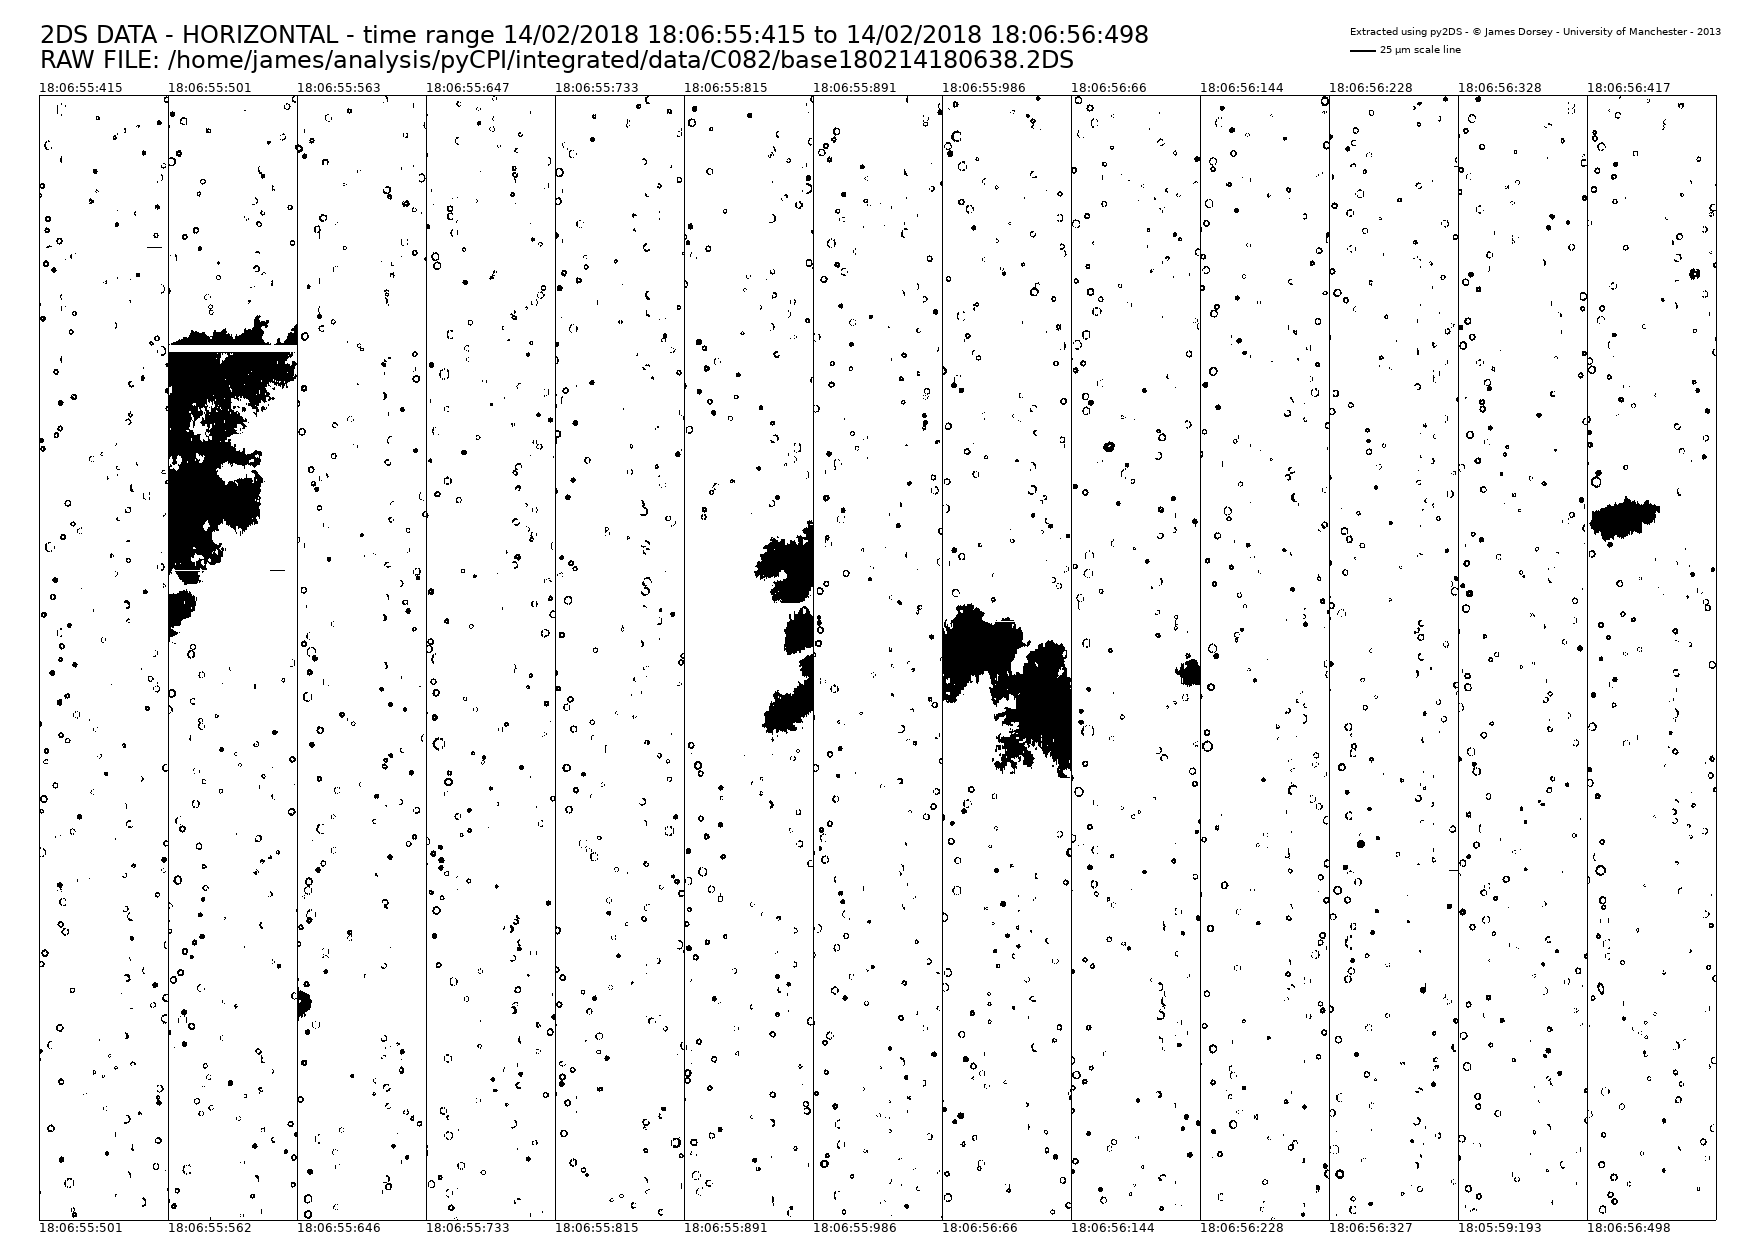 2DS DATA - HORIZONTAL - time range 14/02/2018 18:06:55:415 to 14/02/2018 18:06:56:498
RAW FILE: /home/james/analysis/pyCPI/integrated/data/C082/base180214180638.2DS
Extracted using py2DS - © James Dorsey - University of Manchester - 2013
25 µm scale line
18:06:55:415 18:06:55:501 18:06:55:563 18:06:55:647 18:06:55:733 18:06:55:815 18:06:55:891 18:06:55:986 18:06:56:66 18:06:56:144 18:06:56:228 18:06:56:328 18:06:56:417
18:06:55:501 18:06:55:562 18:06:55:646 18:06:55:733 18:06:55:815 18:06:55:891 18:06:55:986 18:06:56:66 18:06:56:144 18:06:56:228 18:06:56:327 18:05:59:193 18:06:56:498